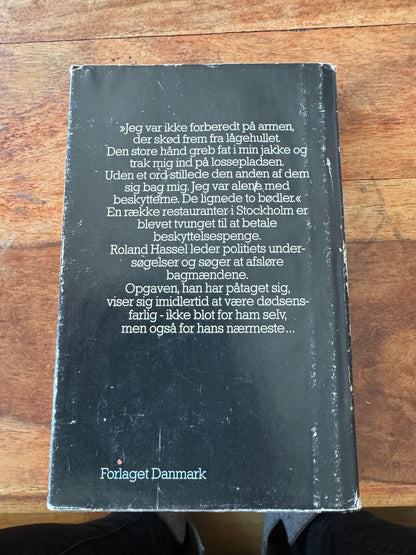 »Jeg var ikke forberedt på armen,
der skød frem fra lågehullet.
Den store hånd greb fat i min jakke og
trak mig ind på lossepladsen.
Uden et ord stillede den anden af dem
sig bag mig. Jeg var alene, med
beskytterne. De lignede to bødler.«
En række restauranter i Stockholm er
blevet tvunget til at betale
beskyttelsespenge.
Roland Hassel leder politiets under-
søgelser og søger at afsløre
bagmændene.
Opgaven, han har påtaget sig,
viser sig imidlertid at være dødsens-
farlig - ikke blot for ham selv,
men også for hans nærmeste...
Forlaget Danmark